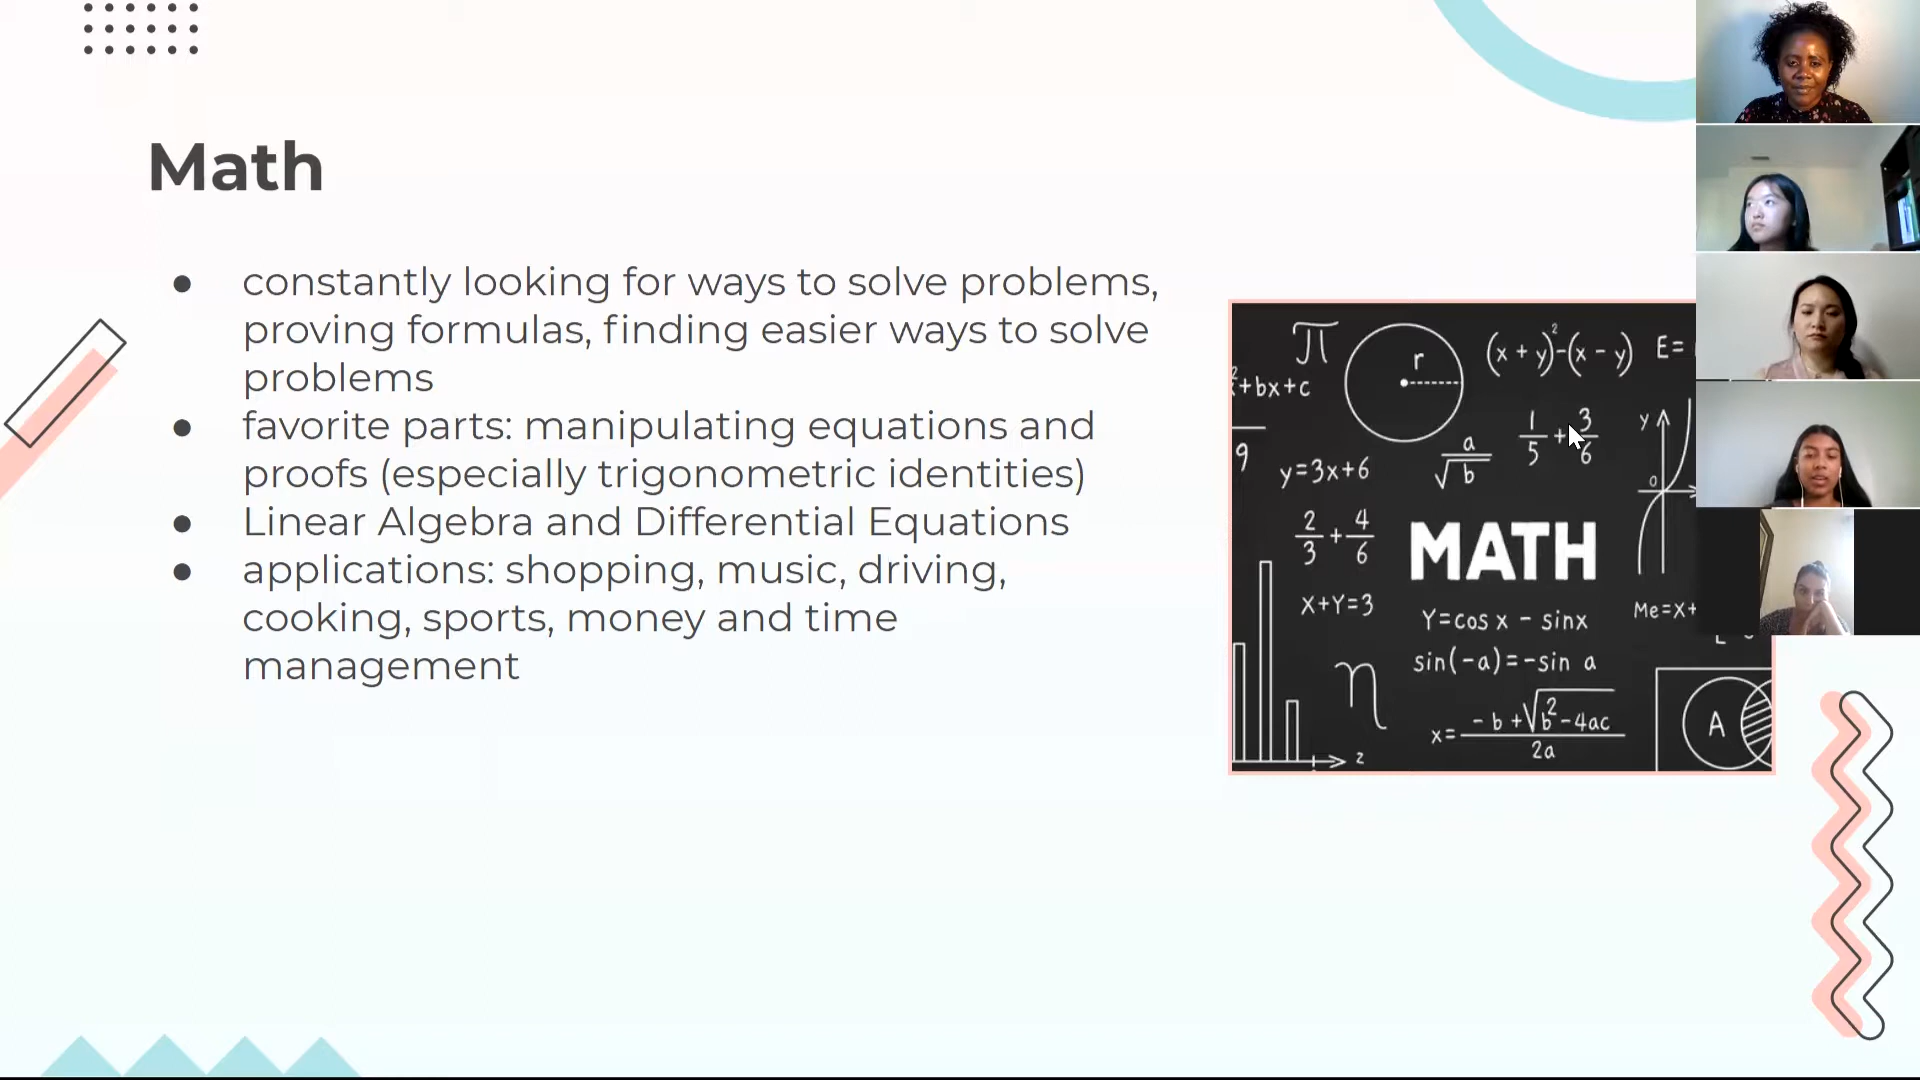 Math
● constantly looking for ways to solve problems,
proving formulas, finding easier ways to solve
problems
● favorite parts: manipulating equations and
proofs (especially trigonometric identities)
● Linear Algebra and Differential Equations
● applications: shopping, music, driving,
cooking, sports, money and time
management
π
r
(x + y)²-(x - y)
E=
²+bx+c
9
y=3x+6
a
√b
1/5 + 3/6
y
0
2/3 + 4/6
MATH
X+Y=3
Y=cos x - sinx
Me=X+
sin(-a)=-sin a
η
x= -b+√b²-4ac
2a
A
z